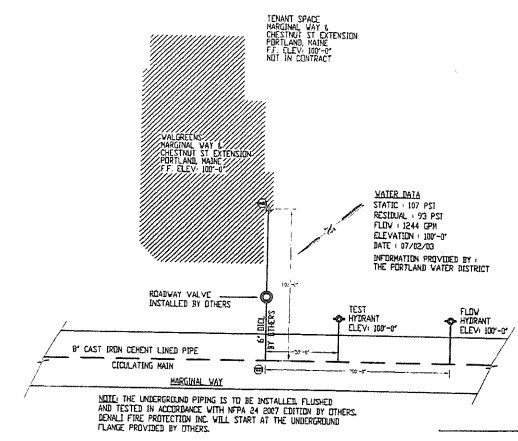 TENANT SPACE
MARGINAL WAY &
CHESTNUT ST EXTENSION
PORTLAND, MAINE
F.F. ELEV: 100'-0"
NOT IN CONTRACT
WALGREENS
MARGINAL WAY &
CHESTNUT ST EXTENSION
PORTLAND, MAINE
F.F. ELEV: 100'-0"
WATER DATA
STATIC : 107 PSI
RESIDUAL : 93 PSI
FLOW : 1244 GPM
ELEVATION : 100'-0"
DATE : 07/02/03
INFORMATION PROVIDED BY :
THE PORTLAND WATER DISTRICT
ROADWAY VALVE
INSTALLED BY OTHERS
6" DICL
BY OTHERS
TEST
HYDRANT
ELEV: 100'-0"
FLOW
HYDRANT
ELEV: 100'-0"
8" CAST IRON CEMENT LINED PIPE
CICULATING MAIN
MARGINAL WAY
NOTE: THE UNDERGROUND PIPING IS TO BE INSTALLED, FLUSHED
AND TESTED IN ACCORDANCE WITH NFPA 24 2007 EDITION BY OTHERS.
DENALI FIRE PROTECTION INC. WILL START AT THE UNDERGROUND
FLANGE PROVIDED BY OTHERS.